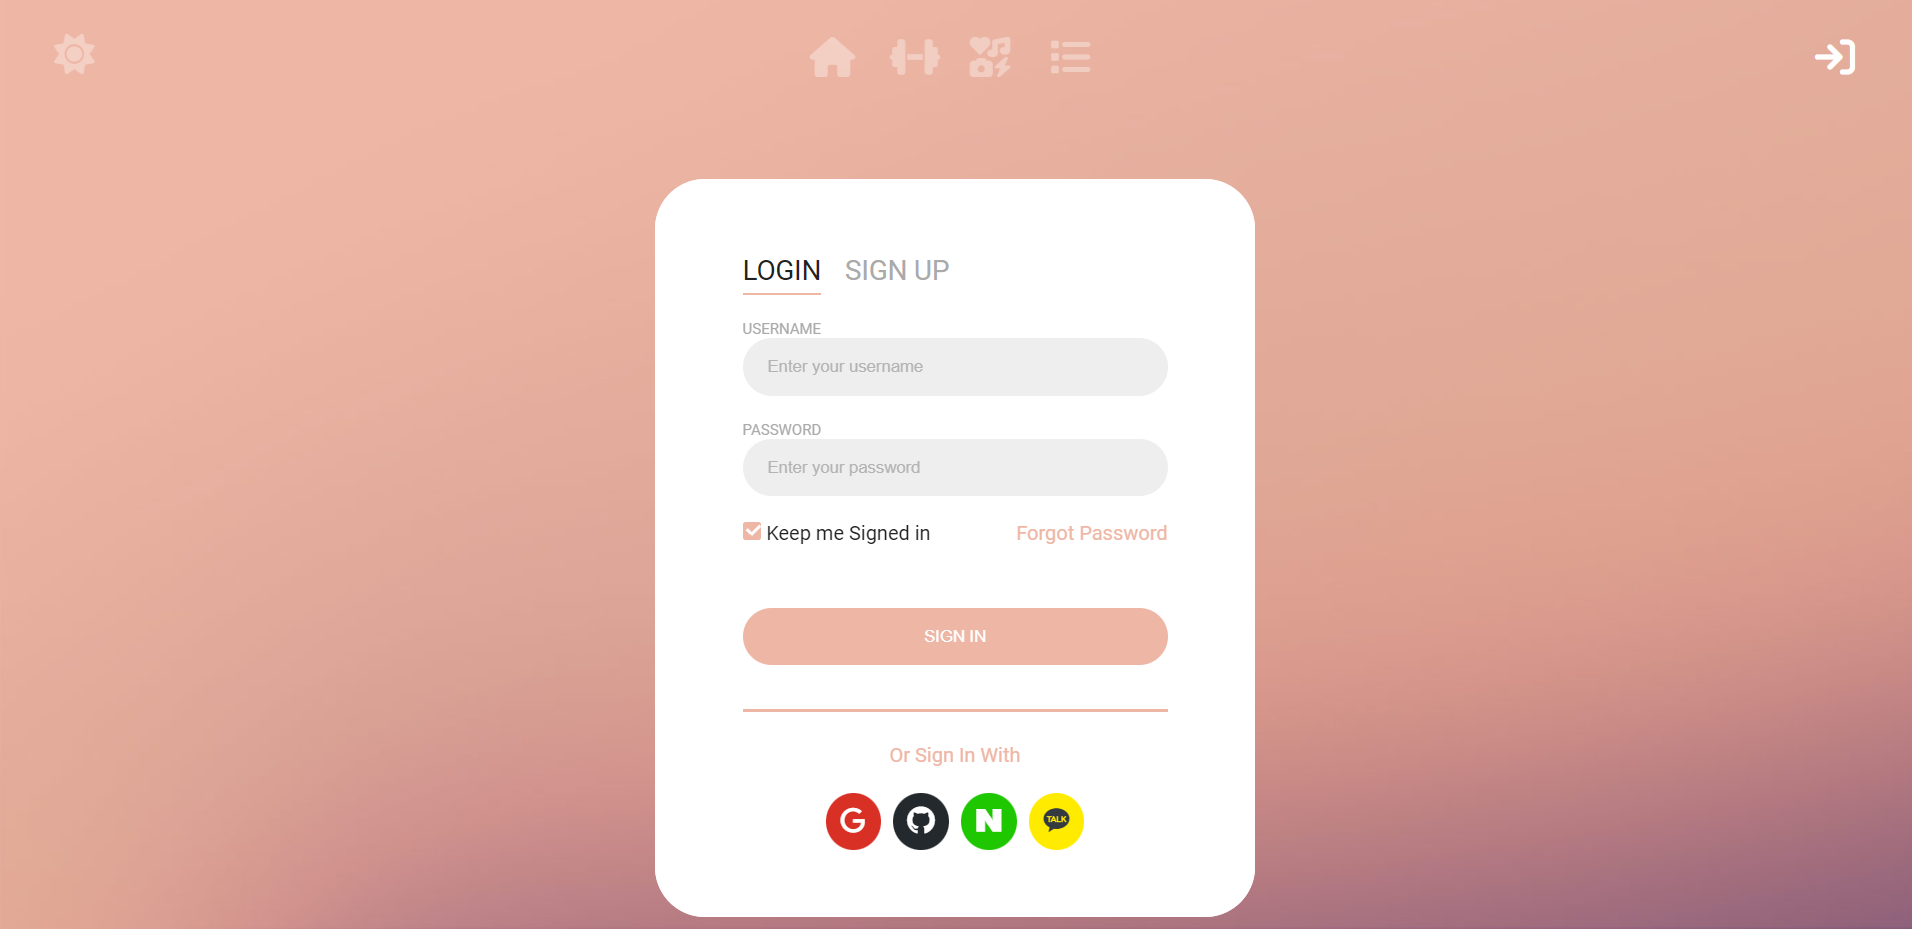 LOGIN SIGN UP
USERNAME
Enter your username
PASSWORD
Enter your password
Keep me Signed in Forgot Password
SIGN IN
Or Sign In With
G N TALK